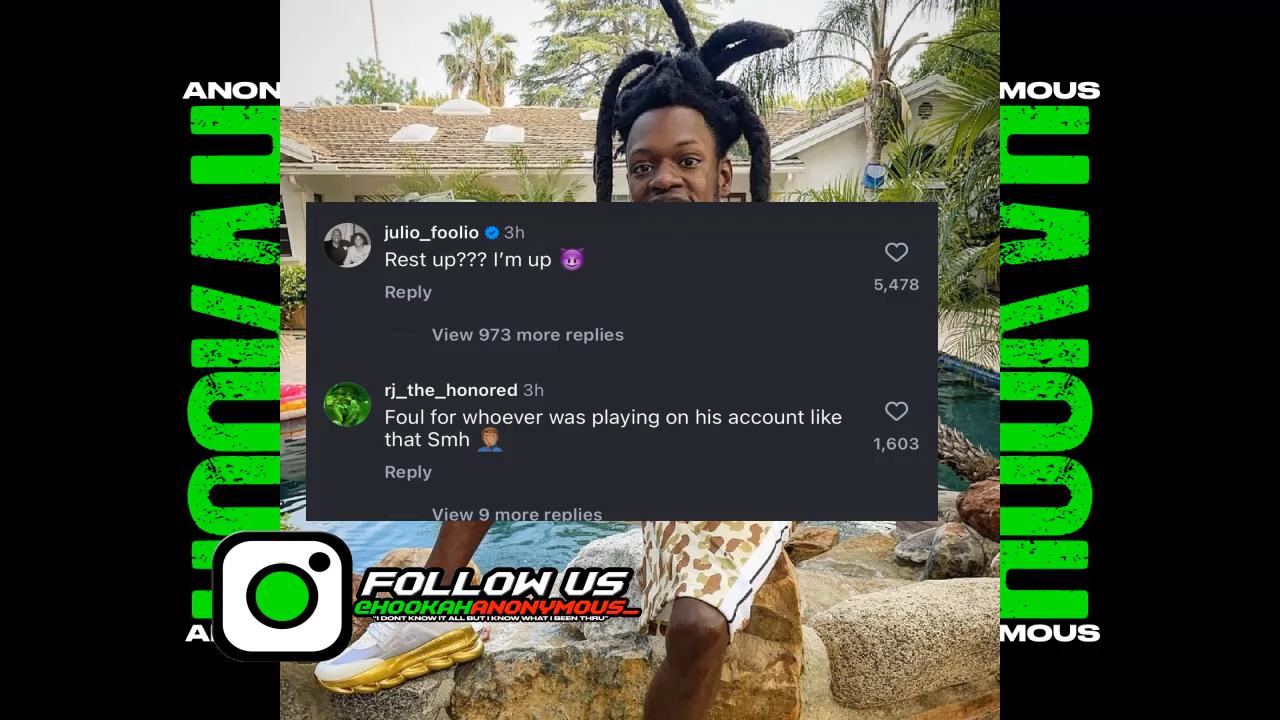 ANON
MOUS
HOOKAH
HOOKAH
julio_foolio 3h
Rest up??? I'm up 😈
5,478
Reply
View 973 more replies
rj_the_honored 3h
Foul for whoever was playing on his account like
that Smh 🤦🏽‍♂️
1,603
Reply
View 9 more replies
FOLLOW US
@HOOKAHANONYMOUS_
"I DONT KNOW IT ALL BUT I KNOW WHAT I BEEN THRU"
A
MOUS